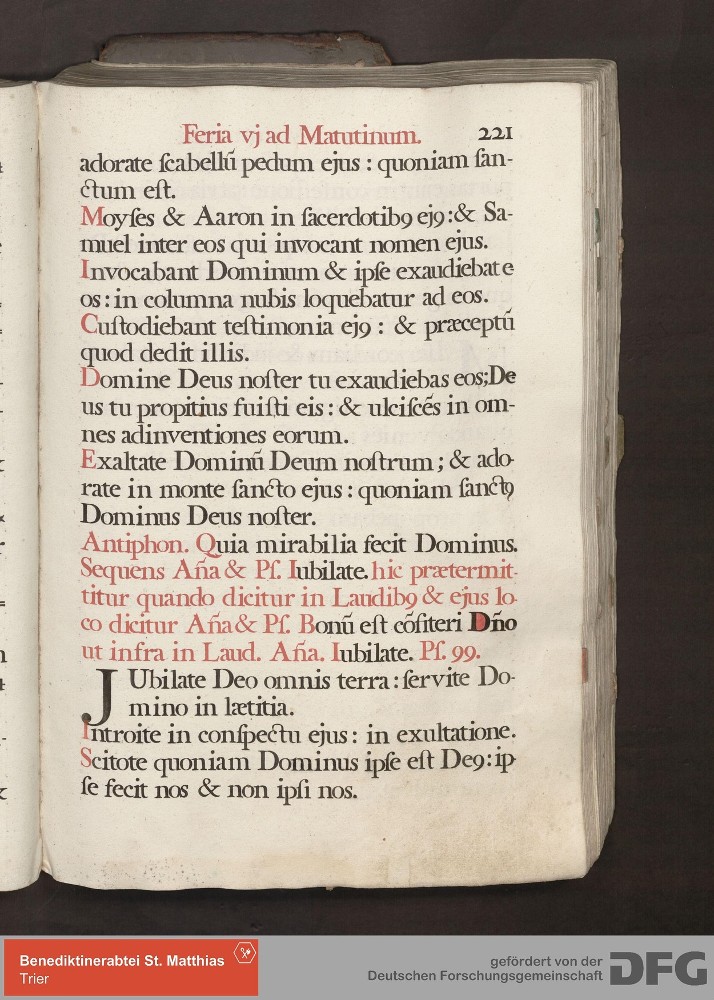 Feria vj ad Matutinum. 221
adorate ſcabellũ pedum ejus : quoniam ſan-
ctum eſt.
Moyſes & Aaron in ſacerdotibꝰ ejꝰ :& Sa-
muel inter eos qui invocant nomen ejus.
Invocabant Dominum & ipſe exaudiebat e
os : in columna nubis loquebatur ad eos.
Cuſtodiebant teſtimonia ejꝰ : & præceptũ
quod dedit illis.
Domine Deus noſter tu exaudiebas eos; De
us tu propitius fuiſti eis : & ulciſcẽs in om-
nes adinventiones eorum.
Exaltate Dominũ Deum noſtrum ; & ado-
rate in monte ſancto ejus : quoniam ſanctꝰ
Dominus Deus noſter.
Antiphon. Quia mirabilia fecit Dominus.
Sequens Aña & Pſ. Iubilate. hic prætermit-
titur quando dicitur in Laudibꝰ & ejus lo-
co dicitur Aña & Pſ. Bonũ eſt cõfiteri Dño
ut infra in Laud. Aña. Iubilate. Pſ. 99.
JUbilate Deo omnis terra : ſervite Do-
mino in lætitia.
Introite in conſpectu ejus : in exultatione.
Scitote quoniam Dominus ipſe eſt Deꝰ : ip-
ſe fecit nos & non ipſi nos.
Benediktinerabtei St. Matthias
Trier
gefördert von der
Deutschen Forschungsgemeinschaft DFG